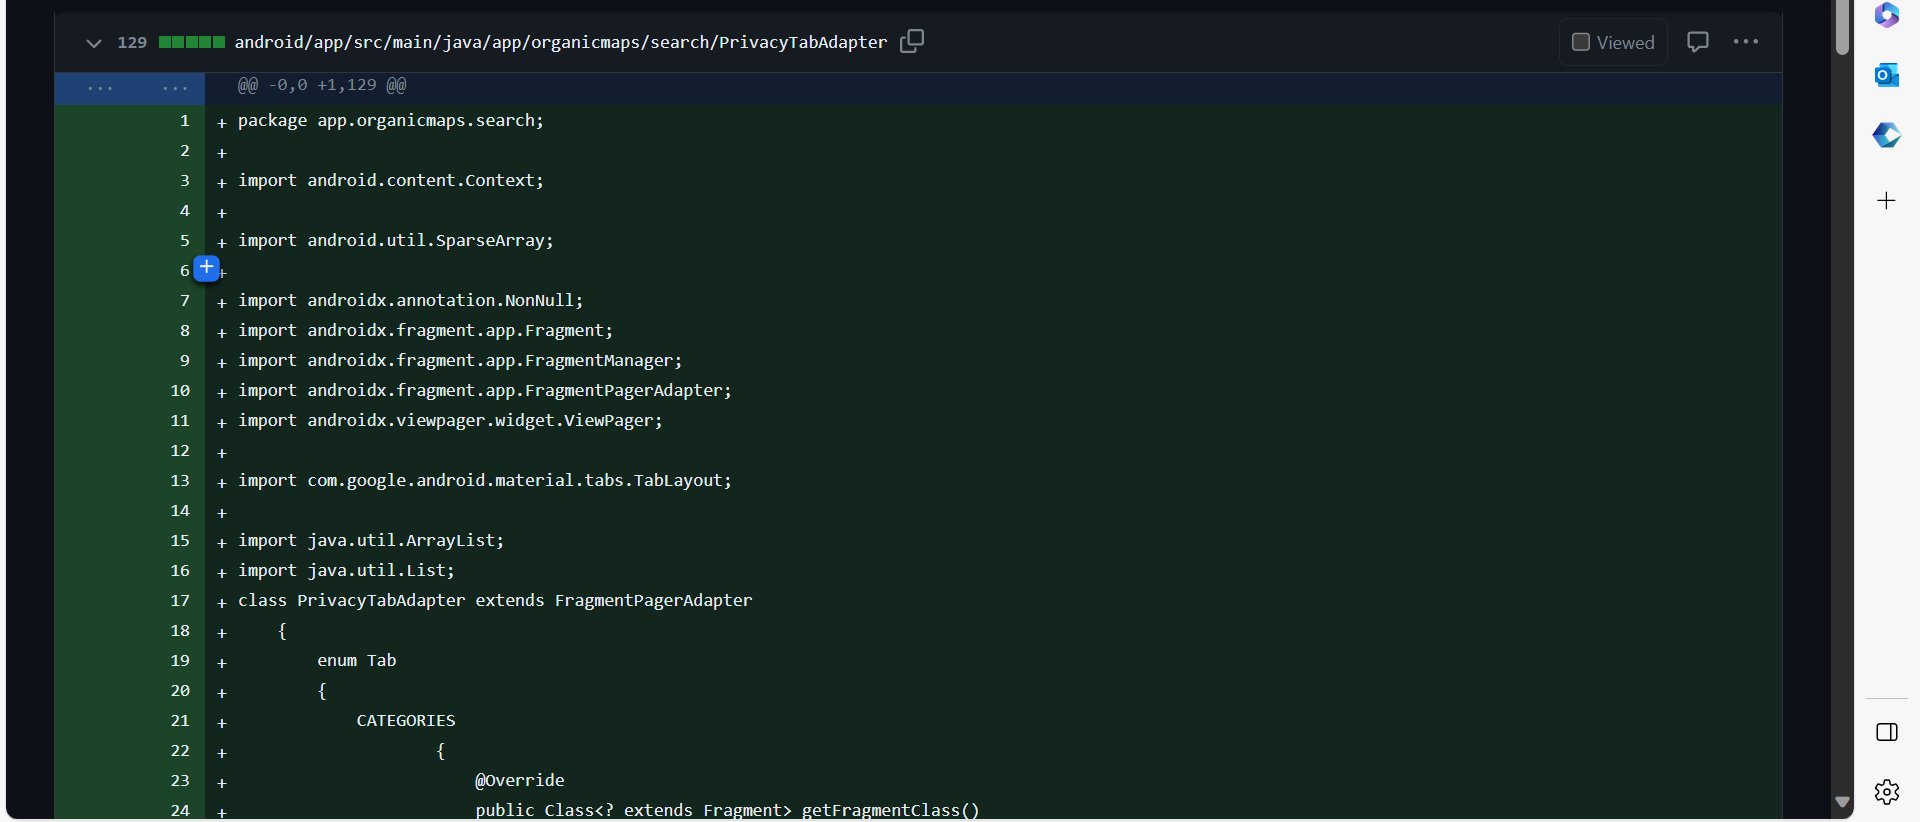 129 android/app/src/main/java/app/organicmaps/search/PrivacyTabAdapter Viewed ...
... ... @@ -0,0 +1,129 @@
1 + package app.organicmaps.search;
2 +
3 + import android.content.Context;
4 +
5 + import android.util.SparseArray;
6 +
7 + import androidx.annotation.NonNull;
8 + import androidx.fragment.app.Fragment;
9 + import androidx.fragment.app.FragmentManager;
10 + import androidx.fragment.app.FragmentPagerAdapter;
11 + import androidx.viewpager.widget.ViewPager;
12 +
13 + import com.google.android.material.tabs.TabLayout;
14 +
15 + import java.util.ArrayList;
16 + import java.util.List;
17 + class PrivacyTabAdapter extends FragmentPagerAdapter
18 + {
19 + enum Tab
20 + {
21 + CATEGORIES
22 + {
23 + @Override
24 + public Class<? extends Fragment> getFragmentClass()